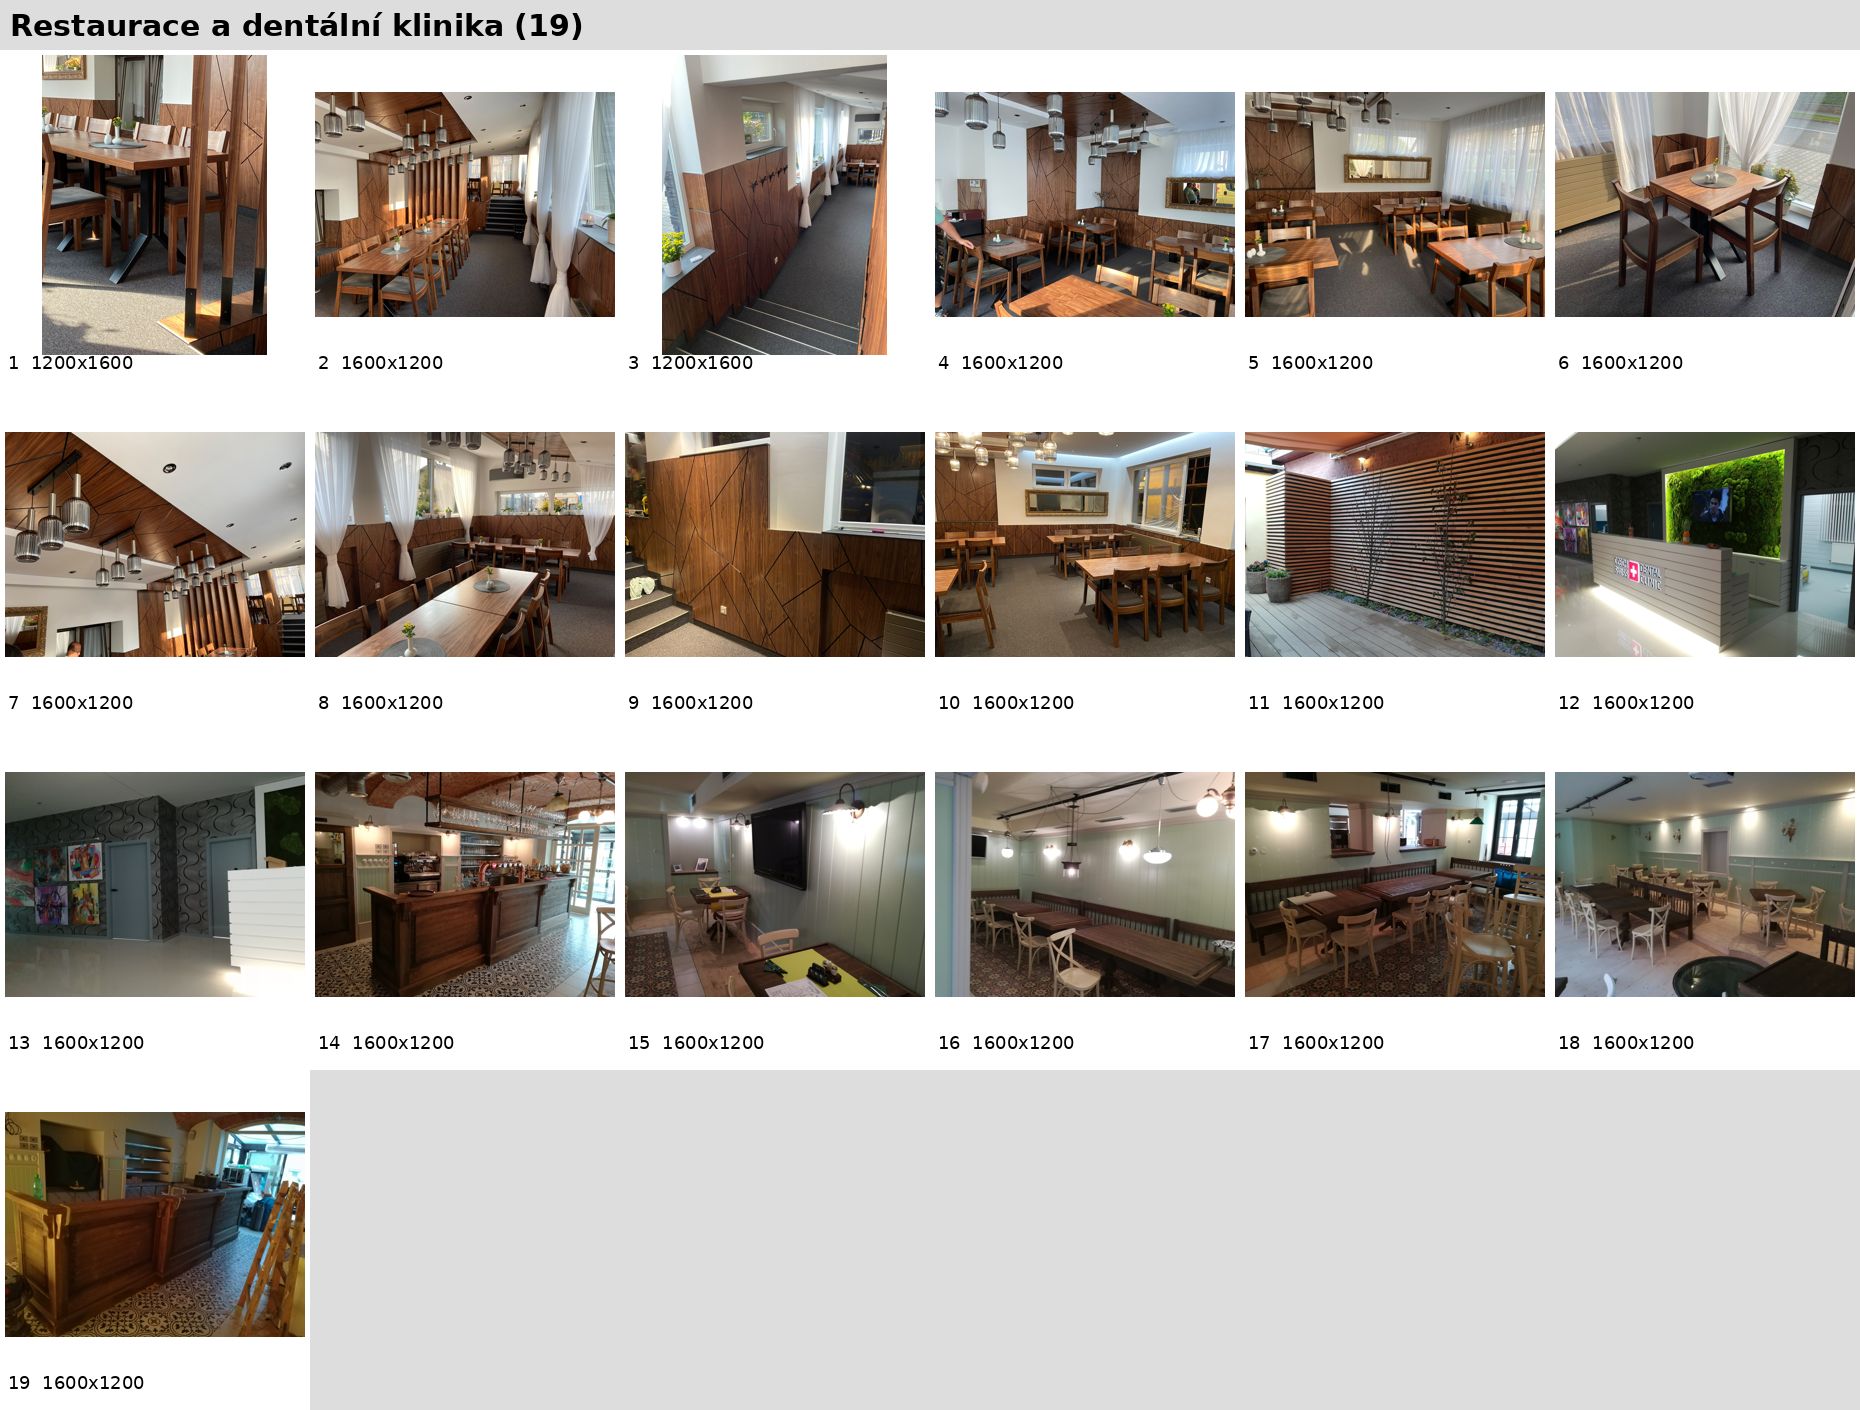 Restaurace a dentální klinika (19)
1 1200x1600
2 1600x1200
3 1200x1600
4 1600x1200
5 1600x1200
6 1600x1200
7 1600x1200
8 1600x1200
9 1600x1200
10 1600x1200
11 1600x1200
12 1600x1200
DENTAL
CLINIC
13 1600x1200
14 1600x1200
15 1600x1200
16 1600x1200
17 1600x1200
18 1600x1200
19 1600x1200